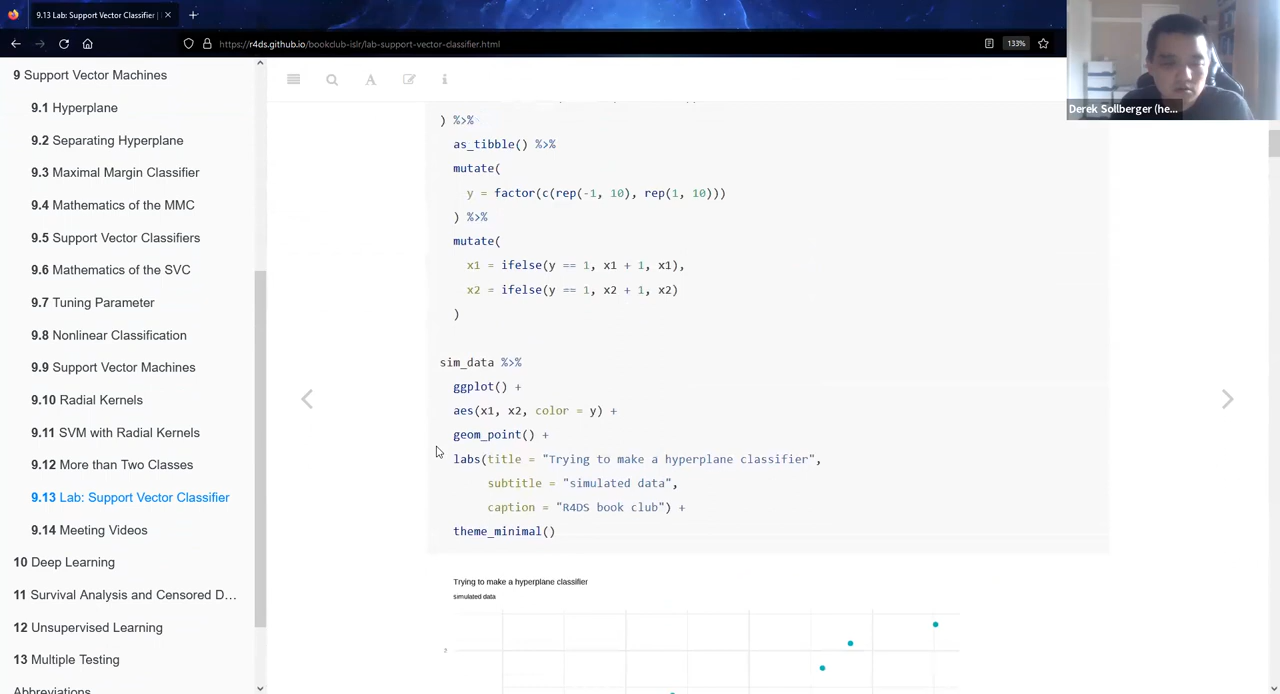 9.13 Lab: Support Vector Classifier |
https://r4ds.github.io/bookclub-islr/lab-support-vector-classifier.html
133%
Derek Sollberger (he...
9 Support Vector Machines
9.1 Hyperplane
9.2 Separating Hyperplane
9.3 Maximal Margin Classifier
9.4 Mathematics of the MMC
9.5 Support Vector Classifiers
9.6 Mathematics of the SVC
9.7 Tuning Parameter
9.8 Nonlinear Classification
9.9 Support Vector Machines
9.10 Radial Kernels
9.11 SVM with Radial Kernels
9.12 More than Two Classes
9.13 Lab: Support Vector Classifier
9.14 Meeting Videos
10 Deep Learning
11 Survival Analysis and Censored D...
12 Unsupervised Learning
13 Multiple Testing
Abbreviations
) %>%
as_tibble() %>%
mutate(
y = factor(c(rep(-1, 10), rep(1, 10)))
) %>%
mutate(
x1 = ifelse(y == 1, x1 + 1, x1),
x2 = ifelse(y == 1, x2 + 1, x2)
)
sim_data %>%
ggplot() +
aes(x1, x2, color = y) +
geom_point() +
labs(title = "Trying to make a hyperplane classifier",
subtitle = "simulated data",
caption = "R4DS book club") +
theme_minimal()
Trying to make a hyperplane classifier
simulated data